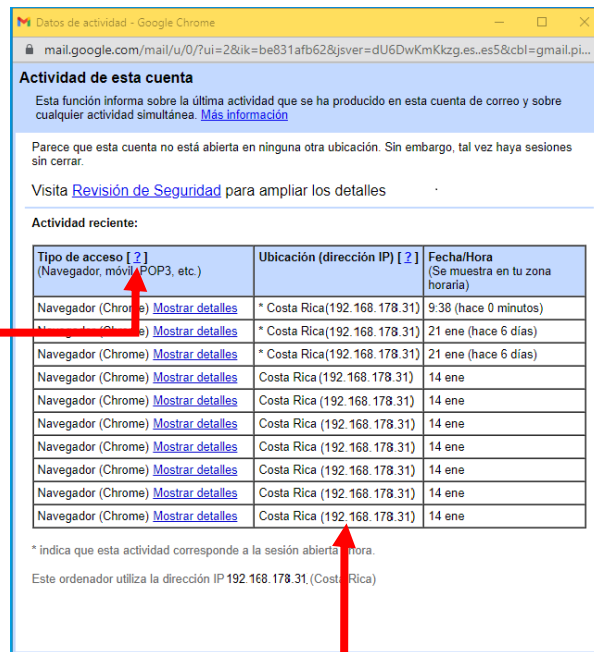 Datos de actividad - Google Chrome
mail.google.com/mail/u/0/?ui=2&ik=be831afb62&jsver=dU6DwKmKkzg.es..es5&cbl=gmail.pi...
Actividad de esta cuenta
Esta función informa sobre la última actividad que se ha producido en esta cuenta de correo y sobre
cualquier actividad simultánea. Más información
Parece que esta cuenta no está abierta en ninguna otra ubicación. Sin embargo, tal vez haya sesiones
sin cerrar.
Visita Revisión de Seguridad para ampliar los detalles
Actividad reciente:
Tipo de acceso [ ? ] Ubicación (dirección IP) [ ? ] Fecha/Hora
(Navegador, móvil, POP3, etc.) (Se muestra en tu zona
horaria)
Navegador (Chrome) Mostrar detalles * Costa Rica(192.168.178.31) 9:38 (hace 0 minutos)
Navegador (Chrome) Mostrar detalles * Costa Rica(192.168.178.31) 21 ene (hace 6 días)
Navegador (Chrome) Mostrar detalles * Costa Rica(192.168.178.31) 21 ene (hace 6 días)
Navegador (Chrome) Mostrar detalles Costa Rica (192.168.178.31) 14 ene
Navegador (Chrome) Mostrar detalles Costa Rica (192.168.178.31) 14 ene
Navegador (Chrome) Mostrar detalles Costa Rica (192.168.178.31) 14 ene
Navegador (Chrome) Mostrar detalles Costa Rica (192.168.178.31) 14 ene
Navegador (Chrome) Mostrar detalles Costa Rica (192.168.178.31) 14 ene
Navegador (Chrome) Mostrar detalles Costa Rica (192.168.178.31) 14 ene
Navegador (Chrome) Mostrar detalles Costa Rica (192.168.178.31) 14 ene
* indica que esta actividad corresponde a la sesión abierta ahora.
Este ordenador utiliza la dirección IP 192.168.178.31. (Costa Rica)